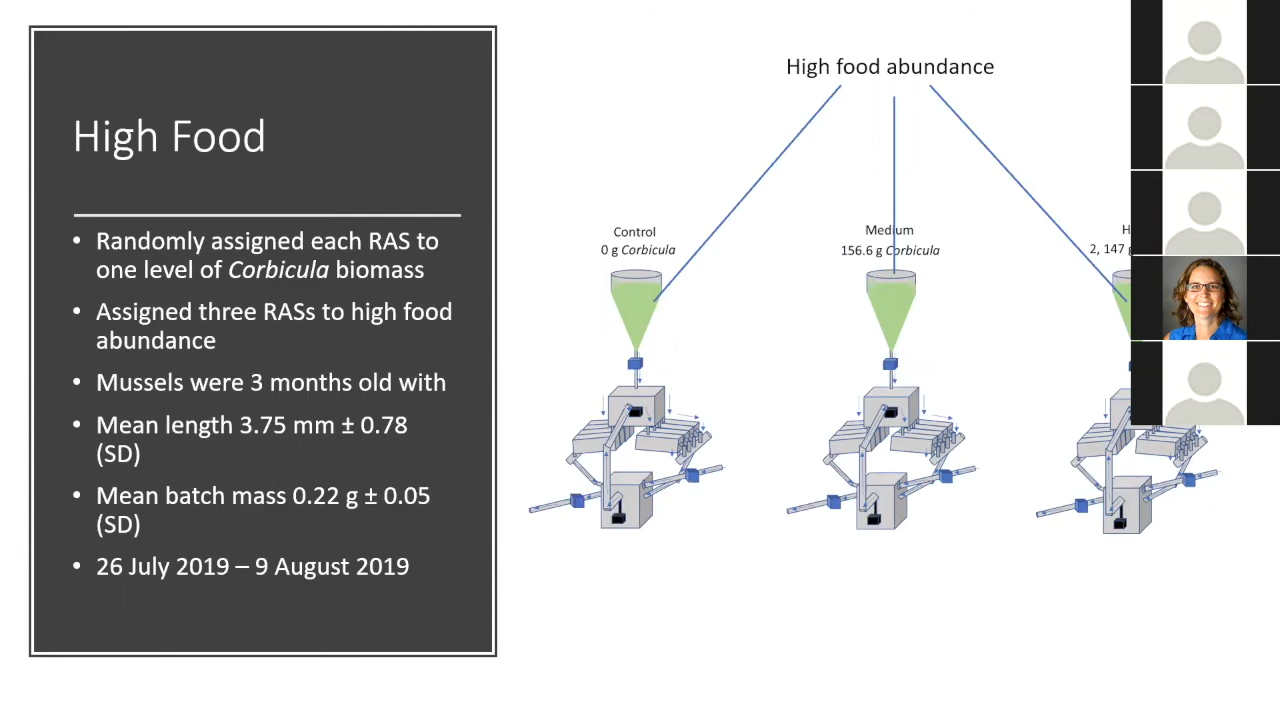 High Food
• Randomly assigned each RAS to
one level of Corbicula biomass
• Assigned three RASs to high food
abundance
• Mussels were 3 months old with
• Mean length 3.75 mm ± 0.78
(SD)
• Mean batch mass 0.22 g ± 0.05
(SD)
• 26 July 2019 – 9 August 2019
High food abundance
Control
0 g Corbicula
Medium
156.6 g Corbicula
H
2, 147 g